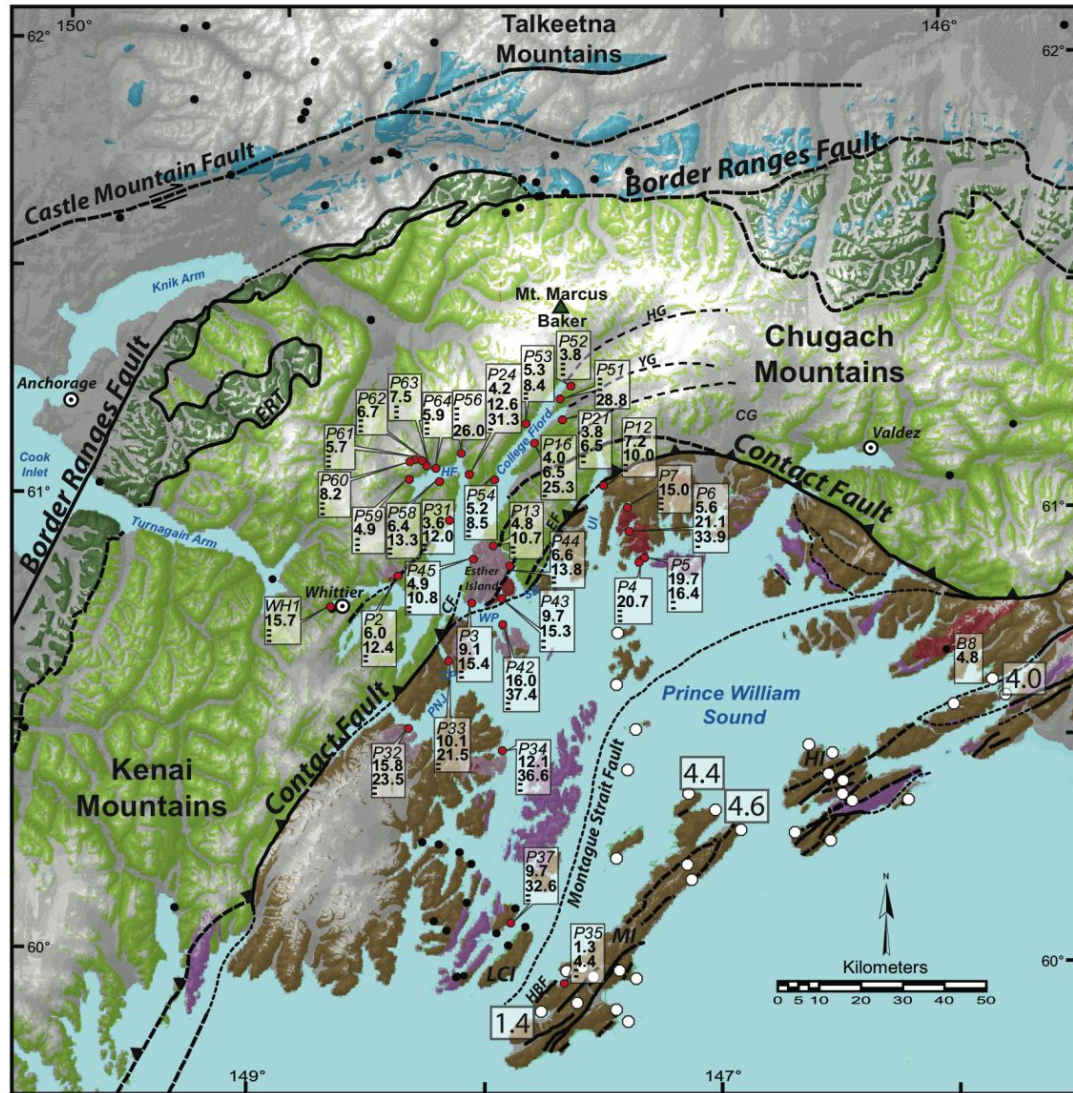 150°
146°
62°
62°
Talkeetna
Mountains
Castle Mountain Fault
Border Ranges Fault
Knik Arm
Mt. Marcus
Baker
HG
YG
CG
Chugach
Mountains
Anchorage
Border Ranges Fault
ERT
Cook
Inlet
Turnagain Arm
Valdez
College Fiord
HF
Contact Fault
P52
3.8
P53
5.3
8.4
P51
28.8
P24
4.2
12.6
31.3
P56
26.0
P64
5.9
P63
7.5
P62
6.7
P61
5.7
P60
8.2
P59
4.9
P58
6.4
13.3
P31
3.6
12.0
P54
5.2
8.5
P16
4.0
6.5
25.3
P21
3.8
6.5
P12
7.2
10.0
P7
15.0
P6
5.6
21.1
33.9
P13
4.8
10.7
P44
6.6
13.8
P5
19.7
16.4
P4
20.7
P45
4.9
10.8
P43
9.7
15.3
Esther
Island
EF
UI
CF
WP
61°
61°
Whittier
WH1
15.7
P2
6.0
12.4
P3
9.1
15.4
P42
16.0
37.4
B8
4.8
4.0
PNJ
P33
10.1
21.5
P32
15.8
23.5
P34
12.1
36.6
Prince William
Sound
Kenai
Mountains
Contact Fault
Montague Strait Fault
HI
4.4
4.6
P37
9.7
32.6
P35
1.3
4.4
MI
LCI
HBF
1.4
N
Kilometers
0 5 10 20 30 40 50
60°
60°
149°
147°